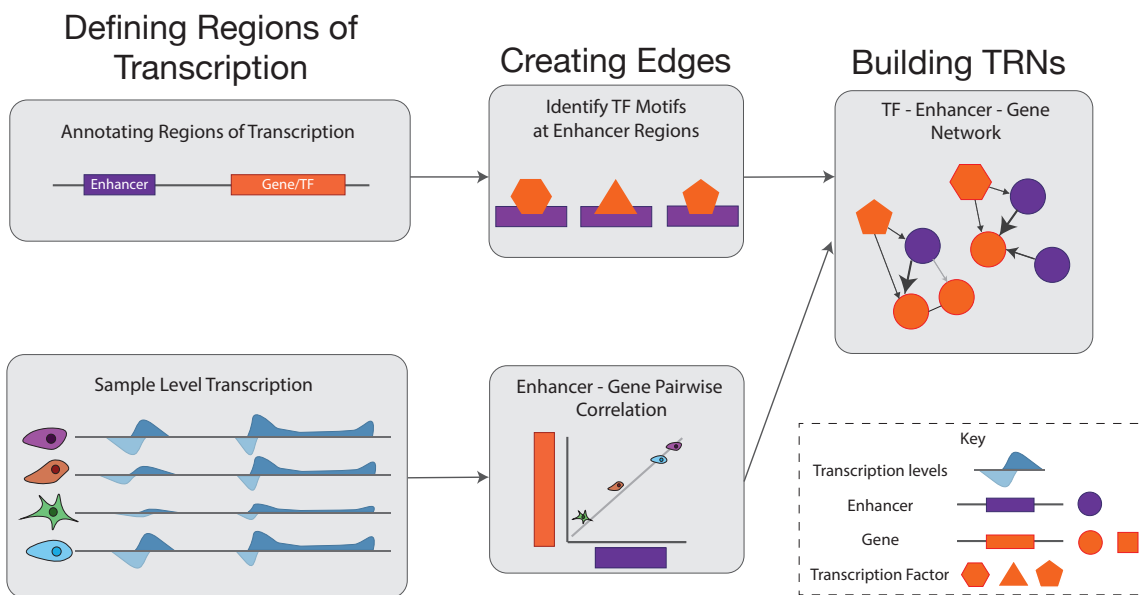 Defining Regions of
Transcription
Creating Edges
Building TRNs
Annotating Regions of Transcription
Enhancer
Gene/TF
Identify TF Motifs
at Enhancer Regions
TF - Enhancer - Gene
Network
Sample Level Transcription
Enhancer - Gene Pairwise
Correlation
Key
Transcription levels
Enhancer
Gene
Transcription Factor